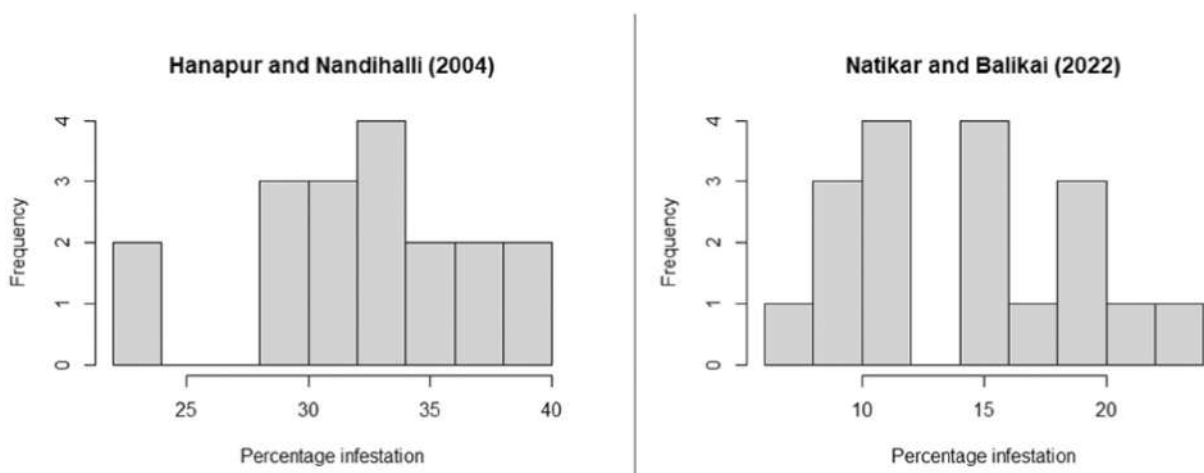 Hanapur and Nandihalli (2004)
Frequency
4
3
2
1
0
25 30 35 40
Percentage infestation
Natikar and Balikai (2022)
Frequency
4
3
2
1
0
10 15 20
Percentage infestation